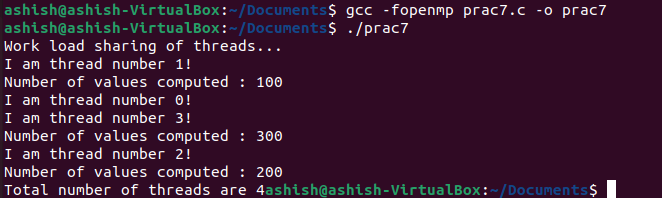 ashish@ashish-VirtualBox:~/Documents$ gcc -fopenmp prac7.c -o prac7
ashish@ashish-VirtualBox:~/Documents$ ./prac7
Work load sharing of threads...
I am thread number 1!
Number of values computed : 100
I am thread number 0!
I am thread number 3!
Number of values computed : 300
I am thread number 2!
Number of values computed : 200
Total number of threads are 4ashish@ashish-VirtualBox:~/Documents$